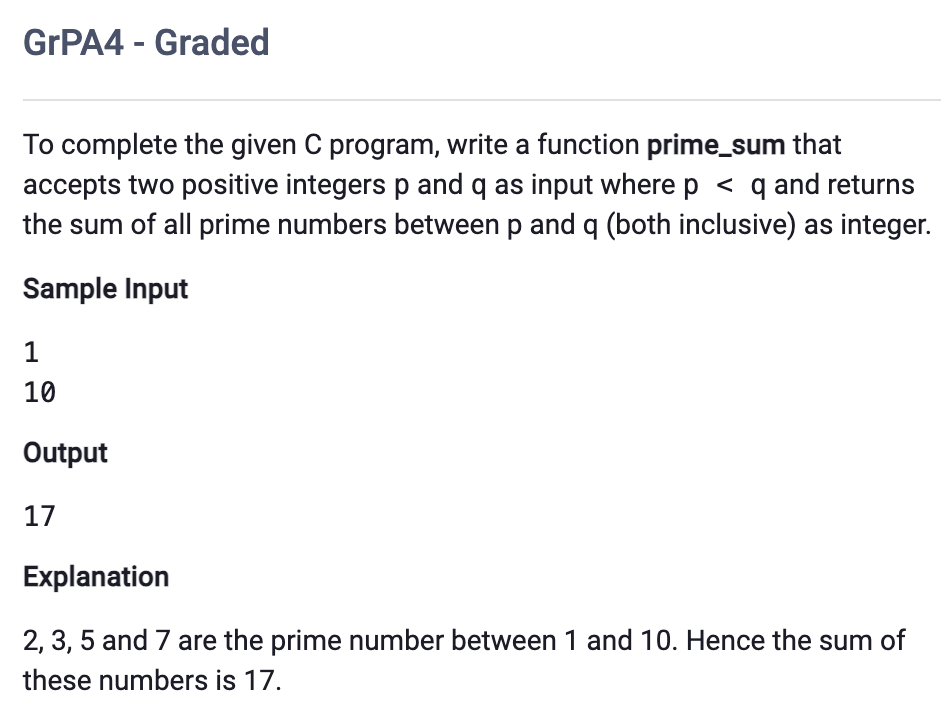 GrPA4 - Graded
To complete the given C program, write a function prime_sum that
accepts two positive integers p and q as input where p < q and returns
the sum of all prime numbers between p and q (both inclusive) as integer.
Sample Input
1
10
Output
17
Explanation
2, 3, 5 and 7 are the prime number between 1 and 10. Hence the sum of
these numbers is 17.